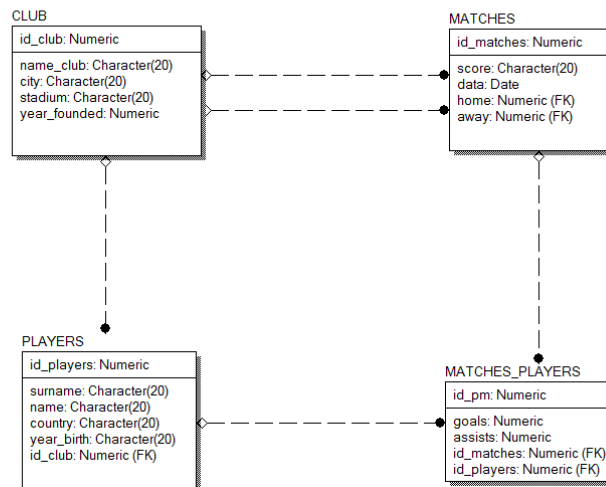 CLUB
id_club: Numeric
name_club: Character(20)
city: Character(20)
stadium: Character(20)
year_founded: Numeric
MATCHES
id_matches: Numeric
score: Character(20)
data: Date
home: Numeric (FK)
away: Numeric (FK)
PLAYERS
id_players: Numeric
surname: Character(20)
name: Character(20)
country: Character(20)
year_birth: Character(20)
id_club: Numeric (FK)
MATCHES_PLAYERS
id_pm: Numeric
goals: Numeric
assists: Numeric
id_matches: Numeric (FK)
id_players: Numeric (FK)